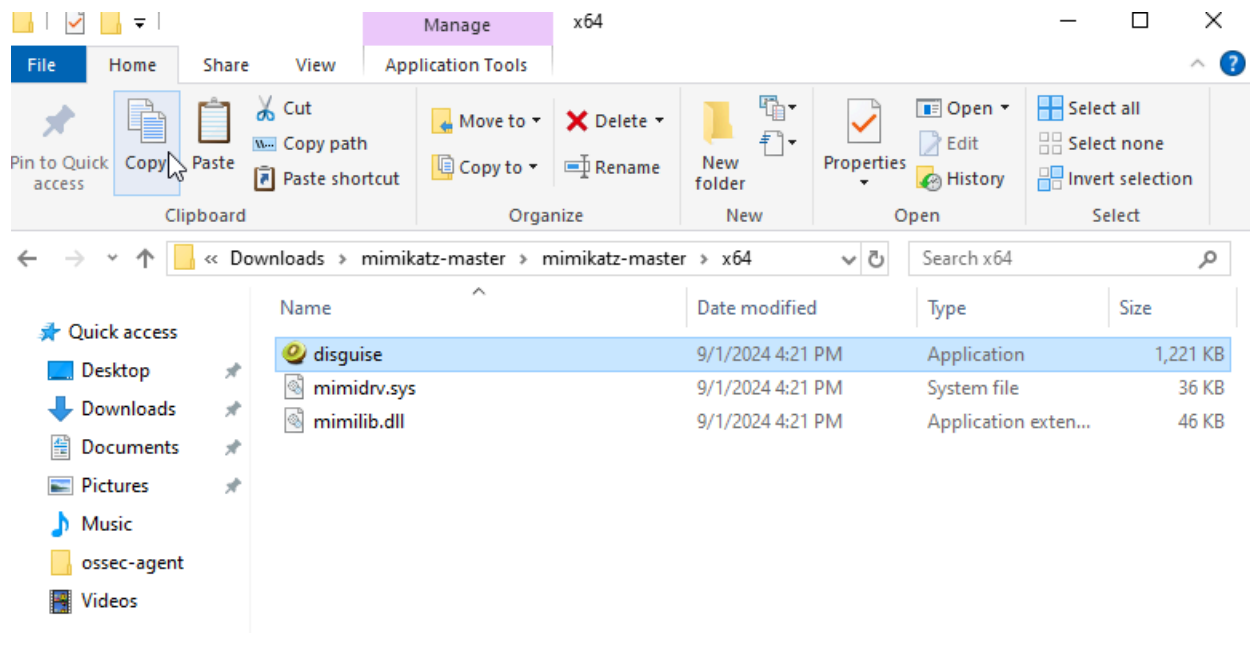 Manage x64
File Home Share View Application Tools
Pin to Quick access
Copy
Paste
Cut
Copy path
Paste shortcut
Move to
Copy to
Delete
Rename
New folder
Properties
Open
Edit
History
Select all
Select none
Invert selection
Clipboard Organize New Open Select
« Downloads > mimikatz-master > mimikatz-master > x64 Search x64
Name Date modified Type Size
Quick access
Desktop
Downloads
Documents
Pictures
Music
ossec-agent
Videos
disguise 9/1/2024 4:21 PM Application 1,221 KB
mimidrv.sys 9/1/2024 4:21 PM System file 36 KB
mimilib.dll 9/1/2024 4:21 PM Application exten... 46 KB